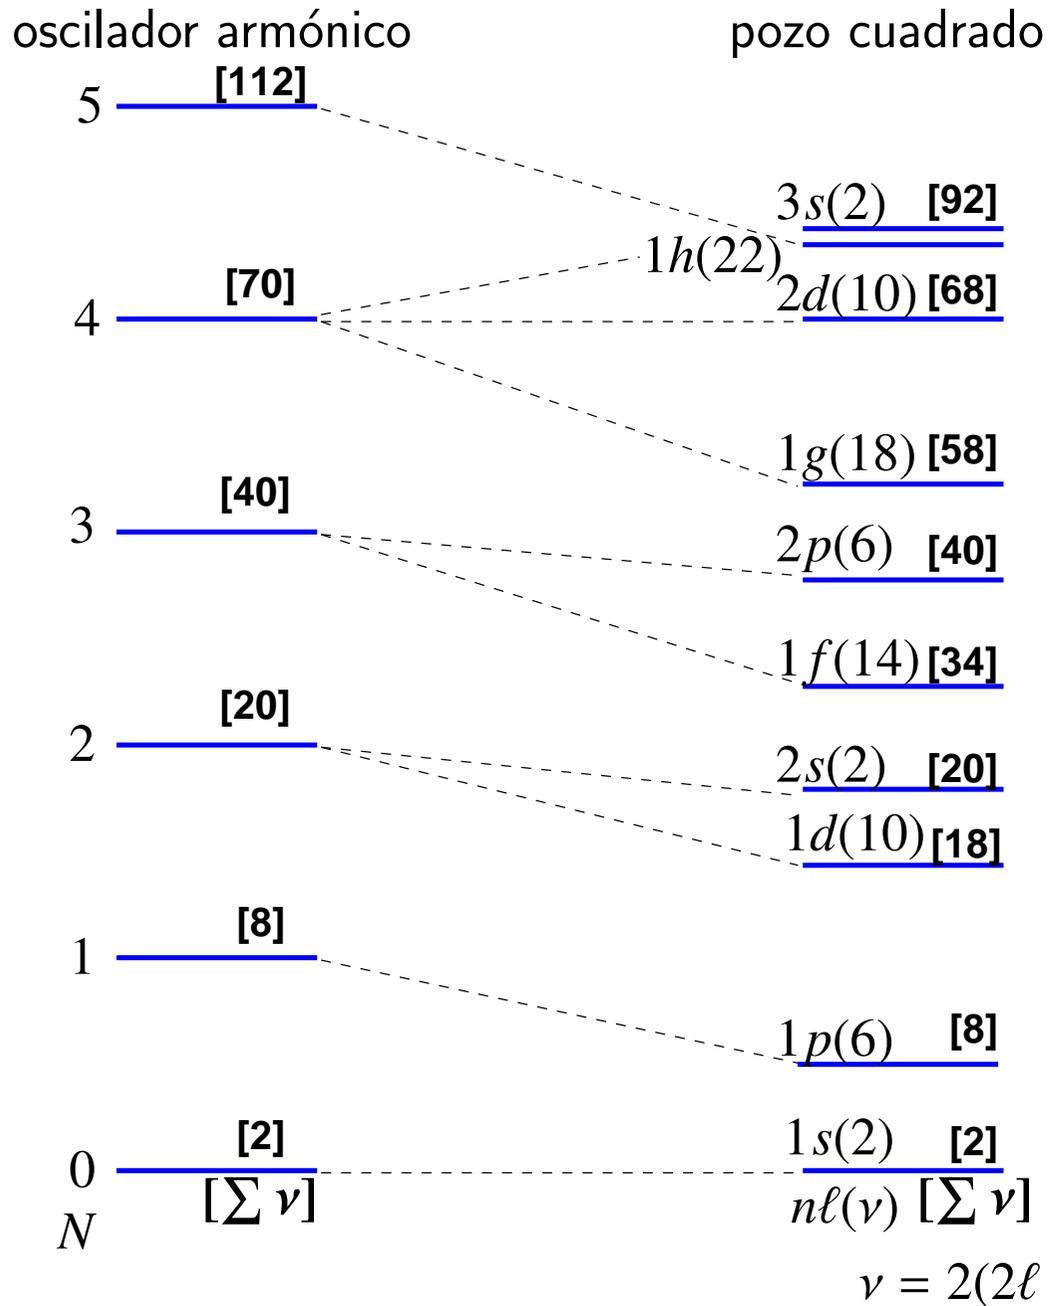 oscilador armónico pozo cuadrado
5 [112]
3s(2) [92]
1h(22)
4 [70] 2d(10) [68]
1g(18) [58]
3 [40] 2p(6) [40]
1f(14) [34]
2 [20] 2s(2) [20]
1d(10) [18]
1 [8]
1p(6) [8]
0 [2] 1s(2) [2]
N [∑ ν] nℓ(ν) [∑ ν]
ν = 2(2ℓ